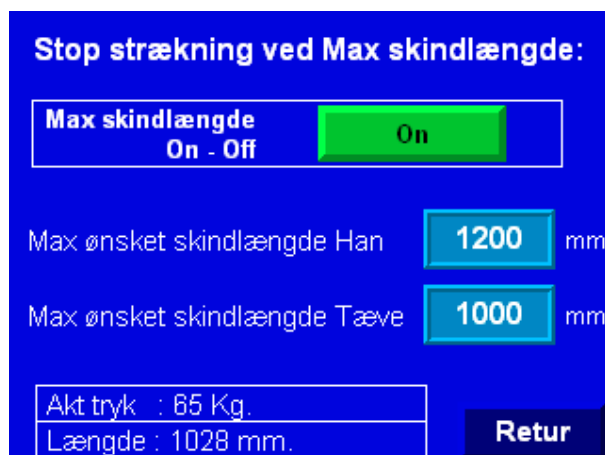 Stop strækning ved Max skindlængde:
Max skindlængde
On - Off
On
Max ønsket skindlængde Han 1200 mm
Max ønsket skindlængde Tæve 1000 mm
Akt tryk : 65 Kg.
Længde : 1028 mm.
Retur